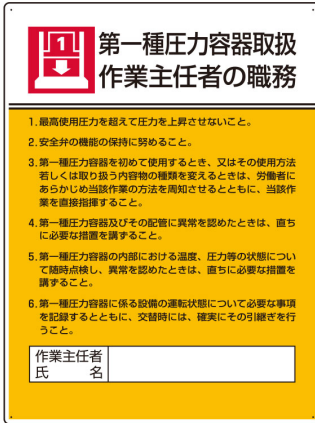 1
第一種圧力容器取扱
作業主任者の職務
1.最高使用圧力を超えて圧力を上昇させないこと。
2.安全弁の機能の保持に努めること。
3.第一種圧力容器を初めて使用するとき、又はその使用方法
若しくは取り扱う内容物の種類を変えるときは、労働者に
あらかじめ当該作業の方法を周知させるとともに、当該作
業を直接指揮すること。
4.第一種圧力容器及びその配管に異常を認めたときは、直ち
に必要な措置を講ずること。
5.第一種圧力容器の内部における温度、圧力等の状態につい
て随時点検し、異常を認めたときは、直ちに必要な措置を
講ずること。
6.第一種圧力容器に係る設備の運転状態について必要な事項
を記録するとともに、交替時には、確実にその引継ぎを行
うこと。
作業主任者
氏　　名